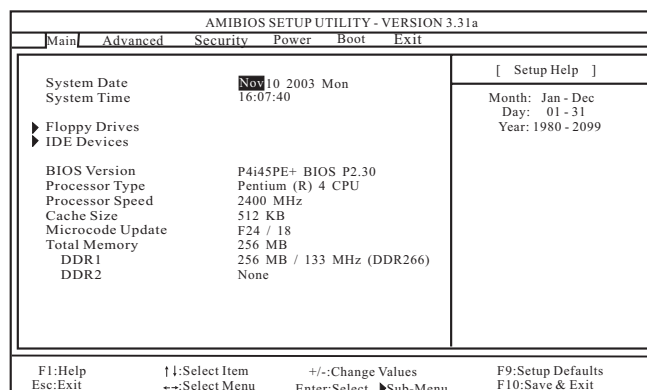 AMIBIOS SETUP UTILITY - VERSION 3.31a
Main Advanced Security Power Boot Exit
[ Setup Help ]
System Date Nov 10 2003 Mon
System Time 16:07:40
Month: Jan - Dec
Day: 01 - 31
Year: 1980 - 2099
Floppy Drives
IDE Devices
BIOS Version P4i45PE+ BIOS P2.30
Processor Type Pentium (R) 4 CPU
Processor Speed 2400 MHz
Cache Size 512 KB
Microcode Update F24 / 18
Total Memory 256 MB
DDR1 256 MB / 133 MHz (DDR266)
DDR2 None
F1:Help ↑↓:Select Item +/-:Change Values F9:Setup Defaults
Esc:Exit ←→:Select Menu Enter:Select ▶Sub-Menu F10:Save & Exit